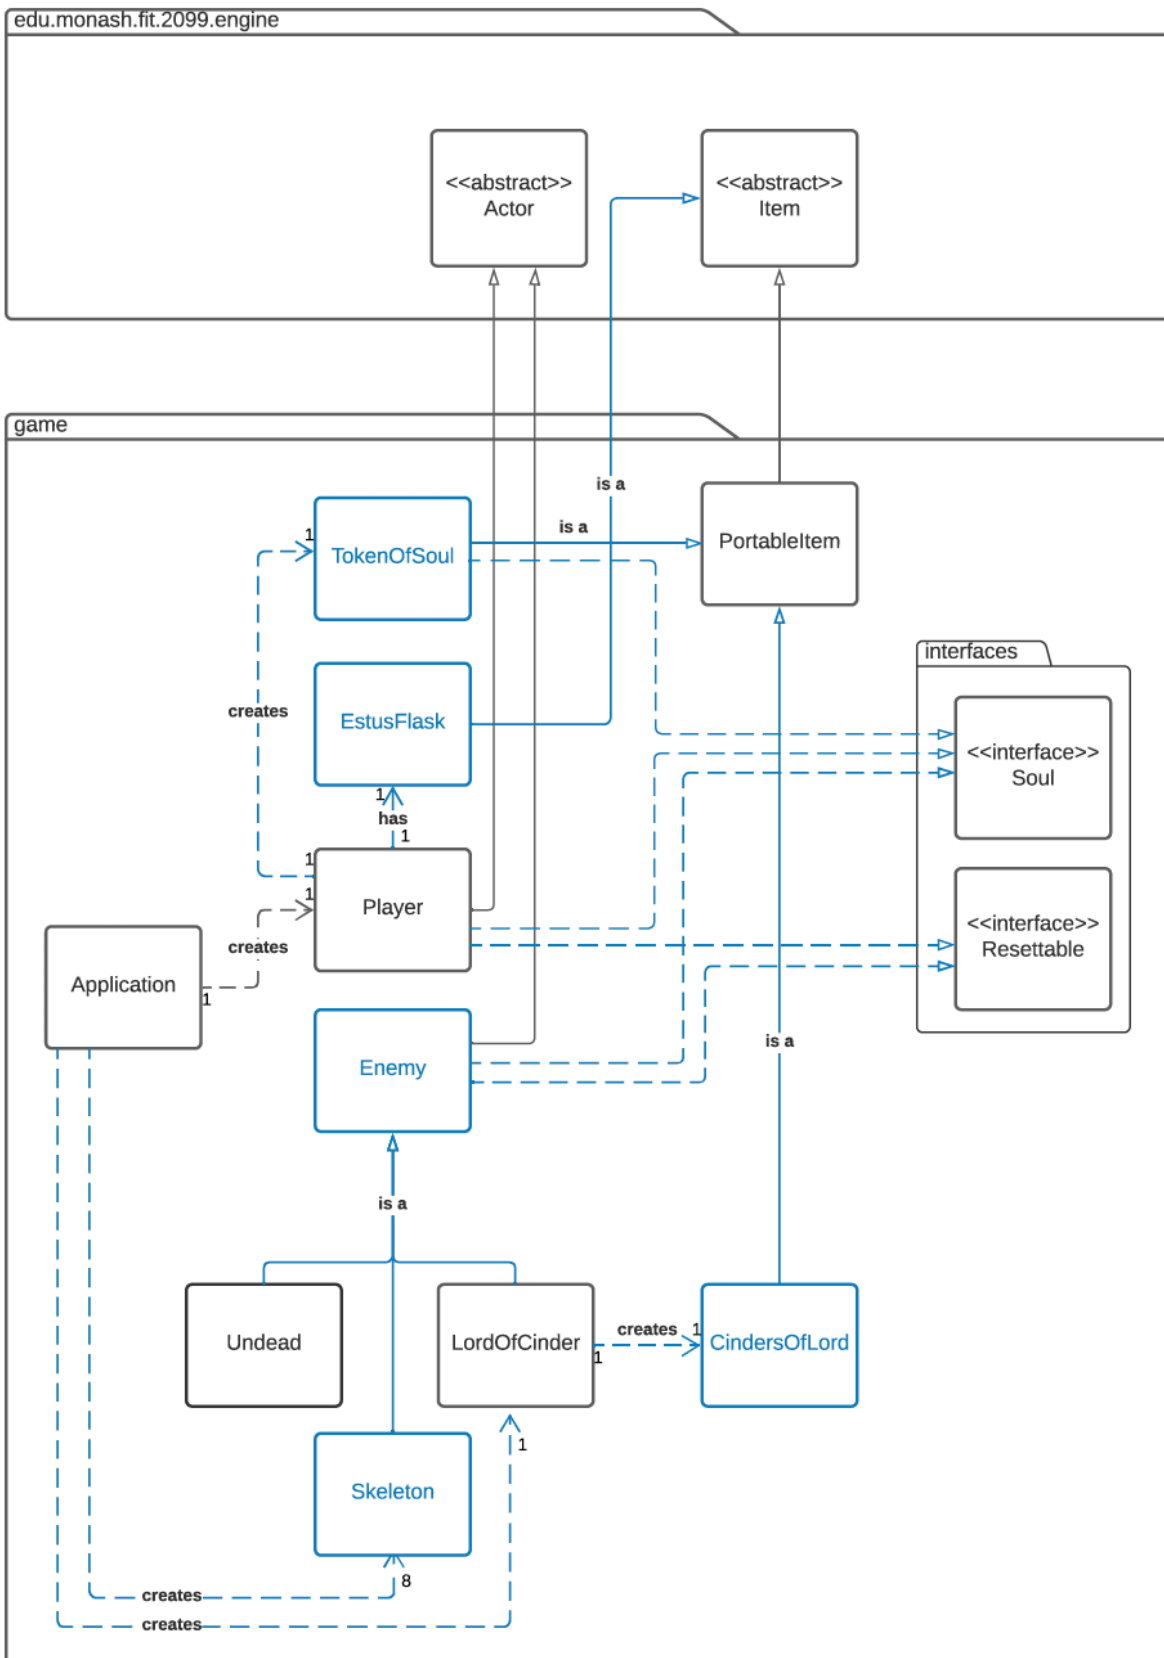 edu.monash.fit.2099.engine
<<abstract>>
Actor
<<abstract>>
Item
game
is a
is a
1
TokenOfSoul
PortableItem
interfaces
creates
EstusFlask
<<interface>>
Soul
1
has
1
1
1
Player
<<interface>>
Resettable
creates
Application
1
is a
Enemy
is a
Undead
LordOfCinder
creates
1
1
CindersOfLord
1
Skeleton
8
creates
creates